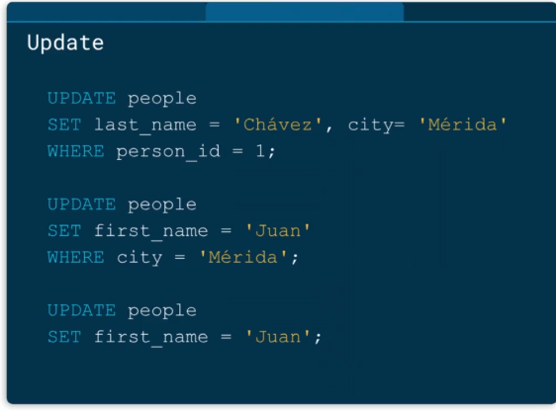 Update
UPDATE people
SET last_name = 'Chávez', city= 'Mérida'
WHERE person_id = 1;
UPDATE people
SET first_name = 'Juan'
WHERE city = 'Mérida';
UPDATE people
SET first_name = 'Juan';